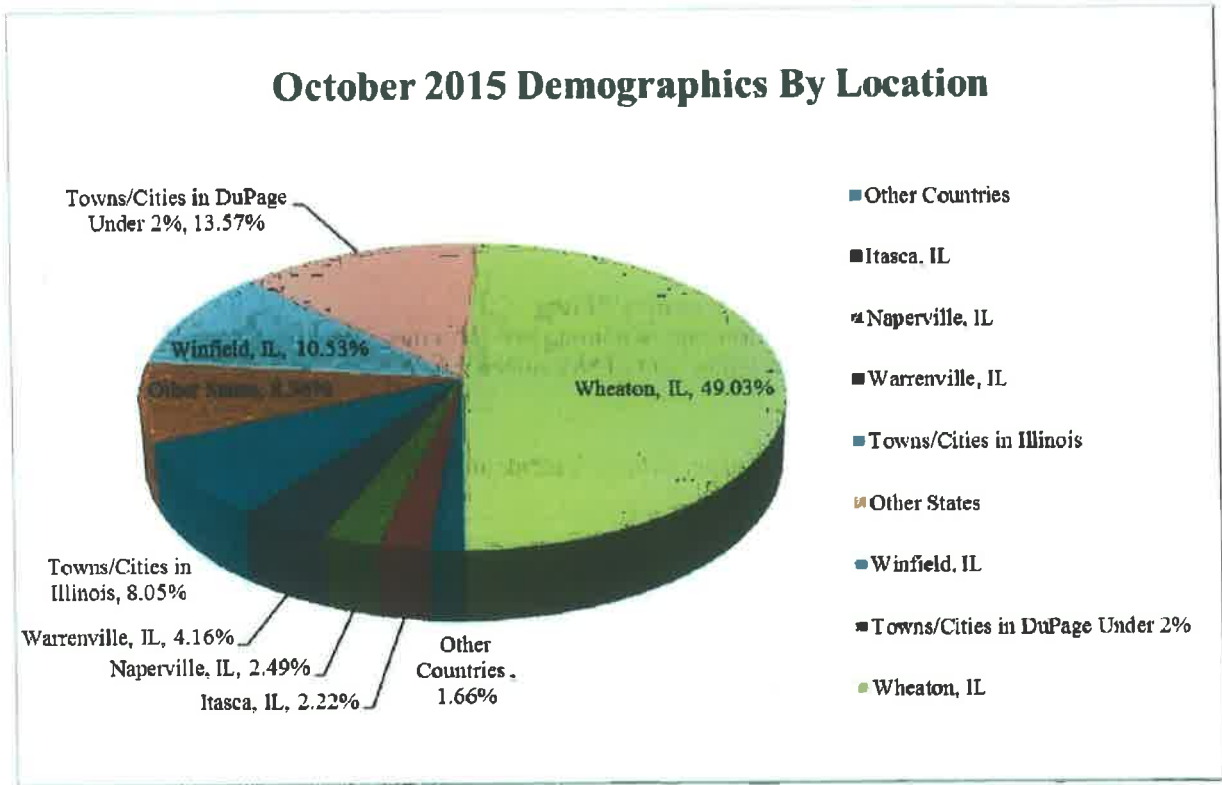 October 2015 Demographics By Location
Towns/Cities in DuPage
Under 2%, 13.57%
Winfield, IL, 10.53%
Other States,
Wheaton, IL, 49.03%
Towns/Cities in
Illinois, 8.05%
Warrenville, IL, 4.16%
Naperville, IL, 2.49%
Itasca, IL, 2.22%
Other
Countries,
1.66%
Other Countries
Itasca, IL
Naperville, IL
Warrenville, IL
Towns/Cities in Illinois
Other States
Winfield, IL
Towns/Cities in DuPage Under 2%
Wheaton, IL